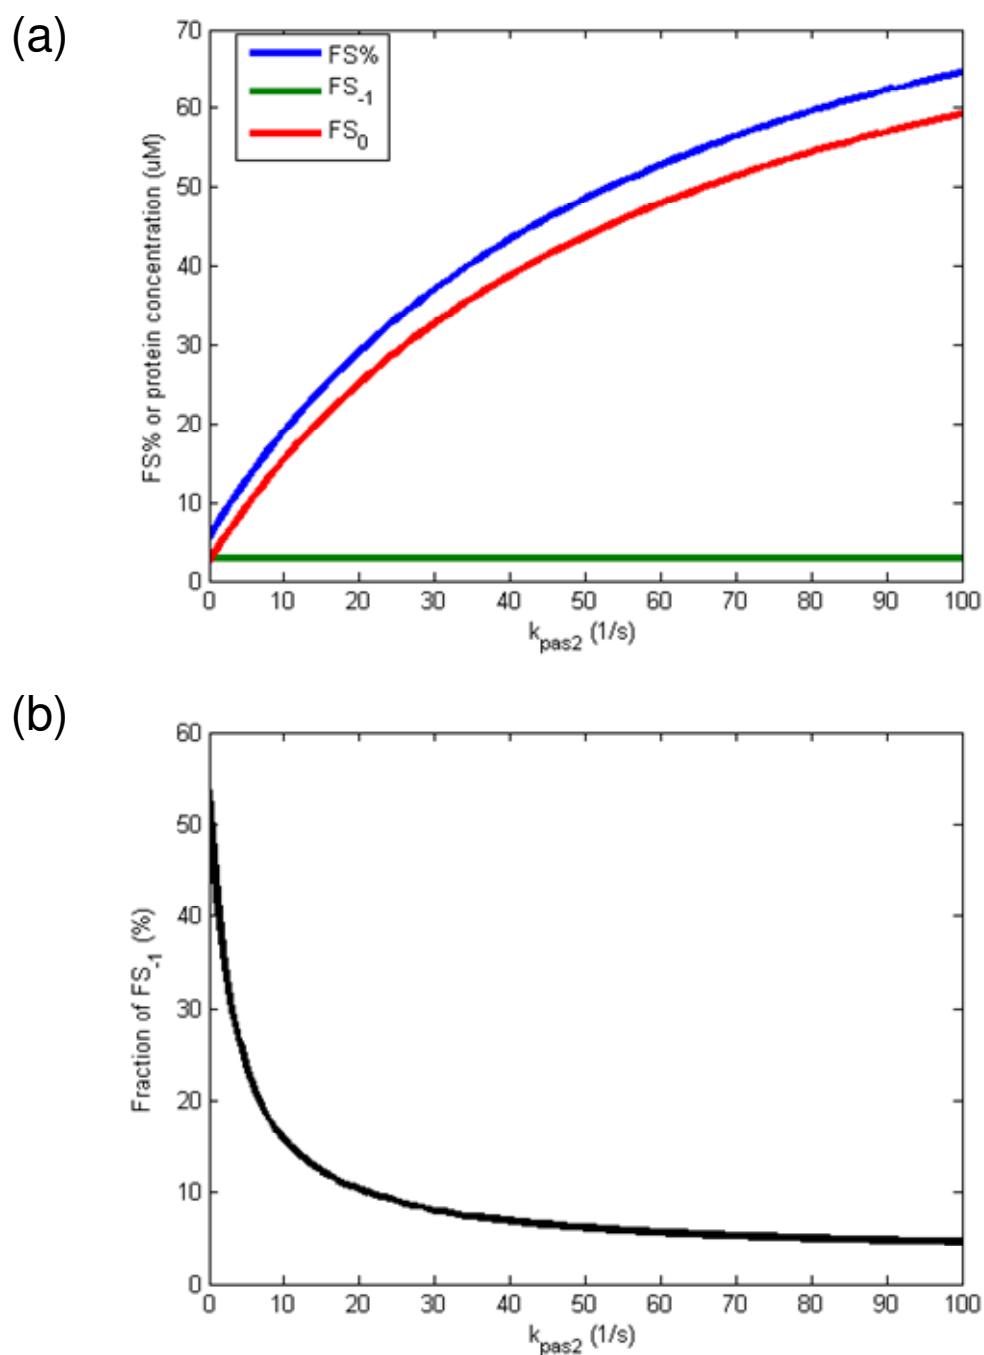 (a)
FS% or protein concentration (uM)
70
60
50
40
30
20
10
0
FS%
FS-1
FS0
0 10 20 30 40 50 60 70 80 90 100
kpas2 (1/s)
(b)
Fraction of FS-1 (%)
60
50
40
30
20
10
0
0 10 20 30 40 50 60 70 80 90 100
kpas2 (1/s)